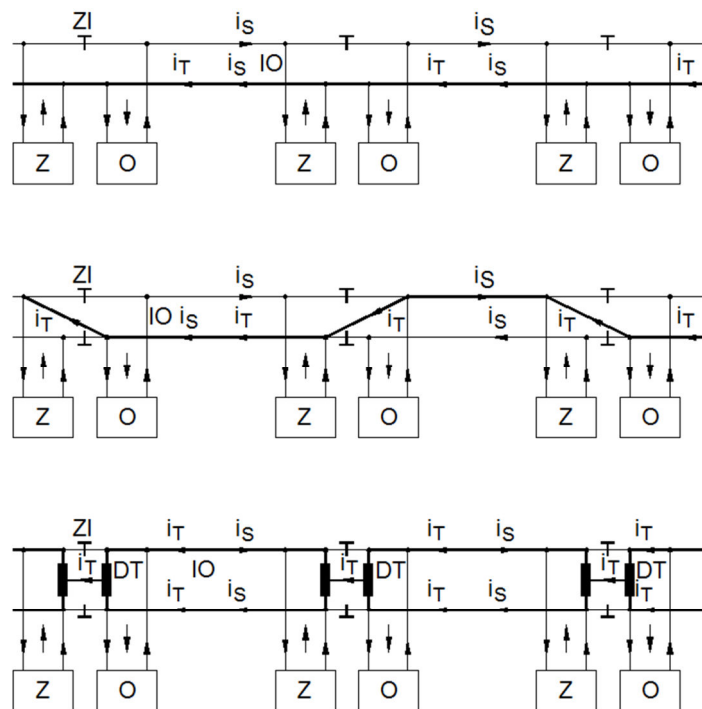 ZI iS iS
iT iS IO iT iS iT
Z O Z O Z O
ZI iS iS
iT IO iS iT iT iS iT iT
Z O Z O Z O
ZI iT iS iT iT iS iT
iT DT IO DT iT DT
iT iS iT iS iT
Z O Z O Z O